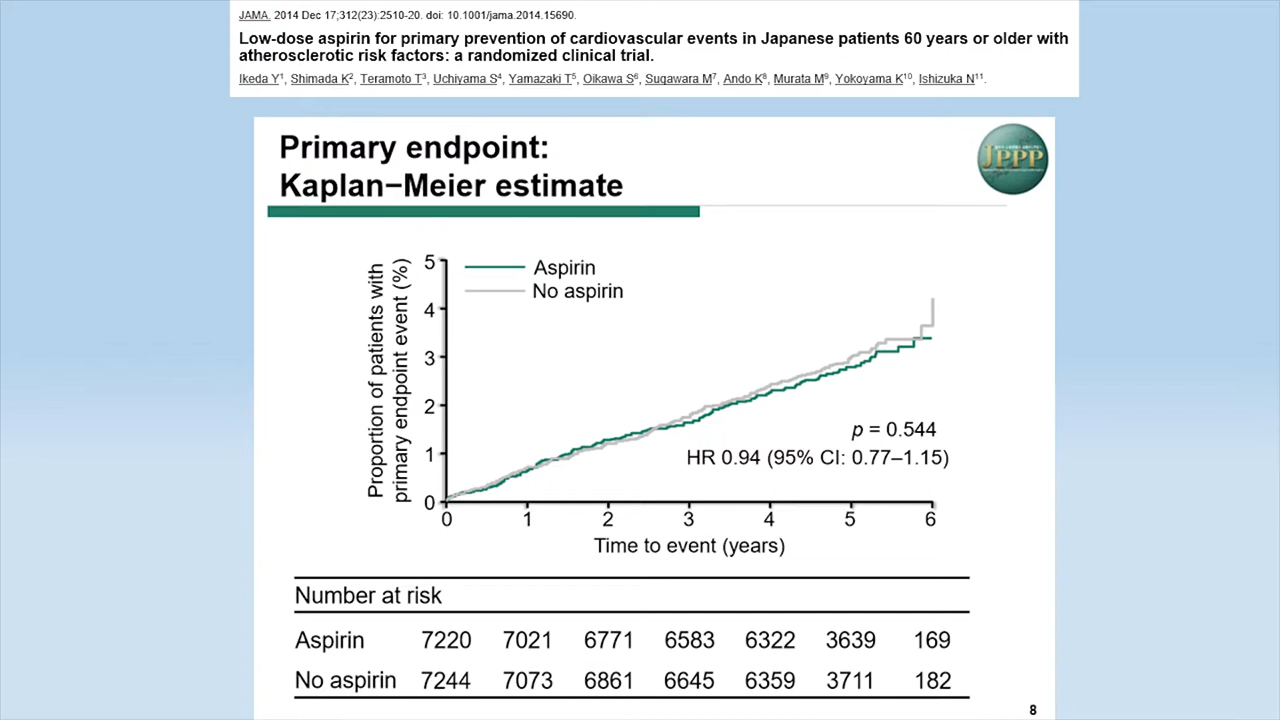 JAMA. 2014 Dec 17;312(23):2510-20. doi: 10.1001/jama.2014.15690.
Low-dose aspirin for primary prevention of cardiovascular events in Japanese patients 60 years or older with
atherosclerotic risk factors: a randomized clinical trial.
Ikeda Y1, Shimada K2, Teramoto T3, Uchiyama S4, Yamazaki T5, Oikawa S6, Sugawara M7, Ando K8, Murata M9, Yokoyama K10, Ishizuka N11.
Primary endpoint:
Kaplan–Meier estimate
JPPP
Proportion of patients with
primary endpoint event (%)
5
4
3
2
1
0
Aspirin
No aspirin
p = 0.544
HR 0.94 (95% CI: 0.77–1.15)
0 1 2 3 4 5 6
Time to event (years)
Number at risk
Aspirin 7220 7021 6771 6583 6322 3639 169
No aspirin 7244 7073 6861 6645 6359 3711 182
8